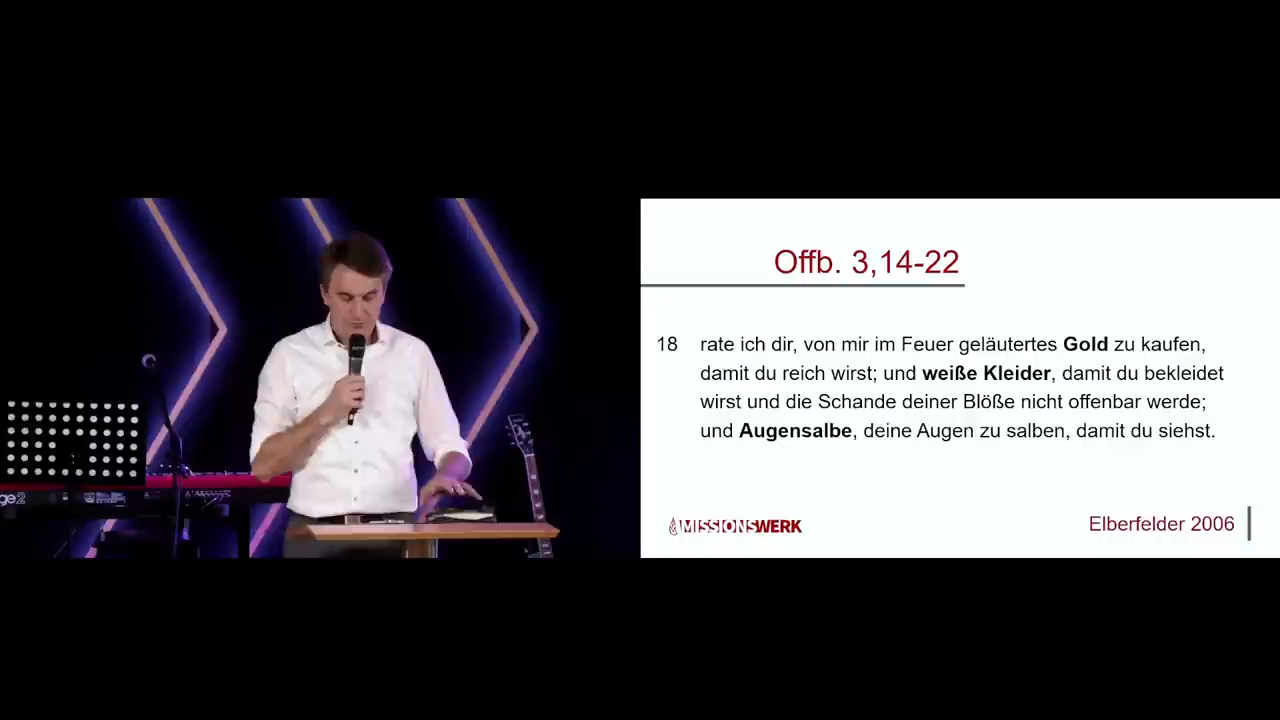 ge2
Offb. 3,14-22
18 rate ich dir, von mir im Feuer geläutertes Gold zu kaufen,
damit du reich wirst; und weiße Kleider, damit du bekleidet
wirst und die Schande deiner Blöße nicht offenbar werde;
und Augensalbe, deine Augen zu salben, damit du siehst.
MISSIONSWERK
Elberfelder 2006